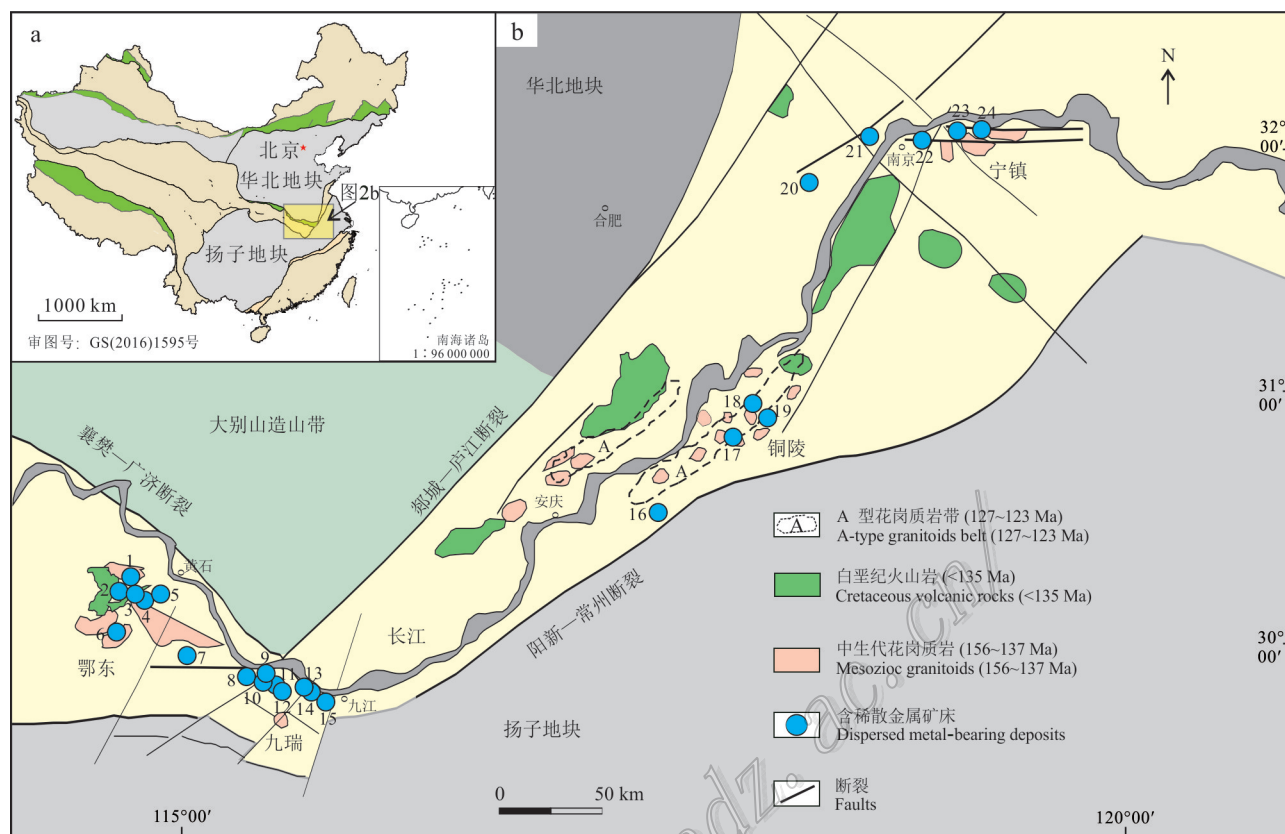 a
北京
华北地块
图2b
扬子地块
1000 km
审图号：GS(2016)1595号
南海诸岛
1：96 000 000
b
华北地块
N
32°
00′
23
24
21
南京
22
宁镇
20
合肥
31°
00′
大别山造山带
襄樊—广济断裂
郯城—庐江断裂
18
19
A
17
铜陵
A
安庆
16
黄石
1
2
3
4
5
6
7
鄂东
长江
阳新—常州断裂
30°
00′
9
8
10
11
12
13
14
15
九江
九瑞
扬子地块
A
A 型花岗质岩带 (127~123 Ma)
A-type granitoids belt (127~123 Ma)
白垩纪火山岩 (<135 Ma)
Cretaceous volcanic rocks (<135 Ma)
中生代花岗质岩 (156~137 Ma)
Mesozioc granitoids (156~137 Ma)
含稀散金属矿床
Dispersed metal-bearing deposits
断裂
Faults
0 50 km
115°00′
120°00′
dz.ac.cn/